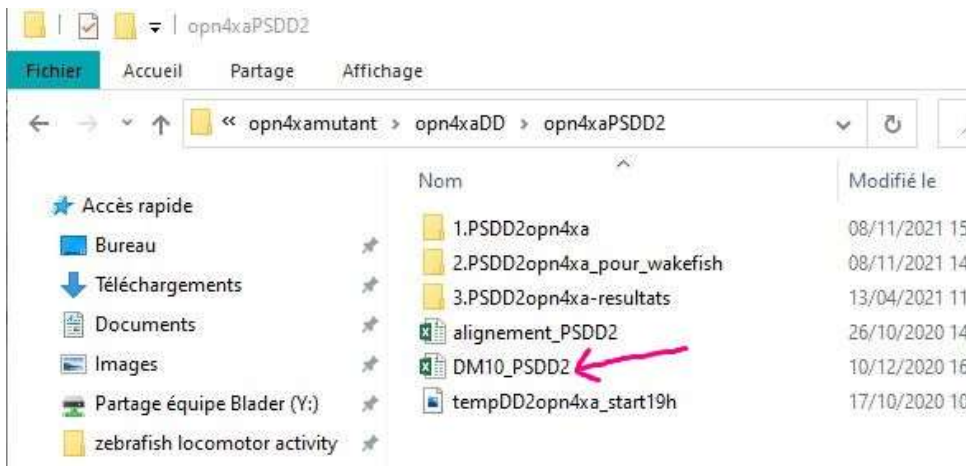 opn4xaPSDD2
Fichier Accueil Partage Affichage
« opn4xamutant › opn4xaDD › opn4xaPSDD2
Nom Modifié le
Accès rapide
Bureau
Téléchargements
Documents
Images
Partage équipe Blader (Y:)
zebrafish locomotor activity
1.PSDD2opn4xa 08/11/2021 15
2.PSDD2opn4xa_pour_wakefish 08/11/2021 14
3.PSDD2opn4xa-resultats 13/04/2021 11
alignement_PSDD2 26/10/2020 14
DM10_PSDD2 10/12/2020 16
tempDD2opn4xa_start19h 17/10/2020 10